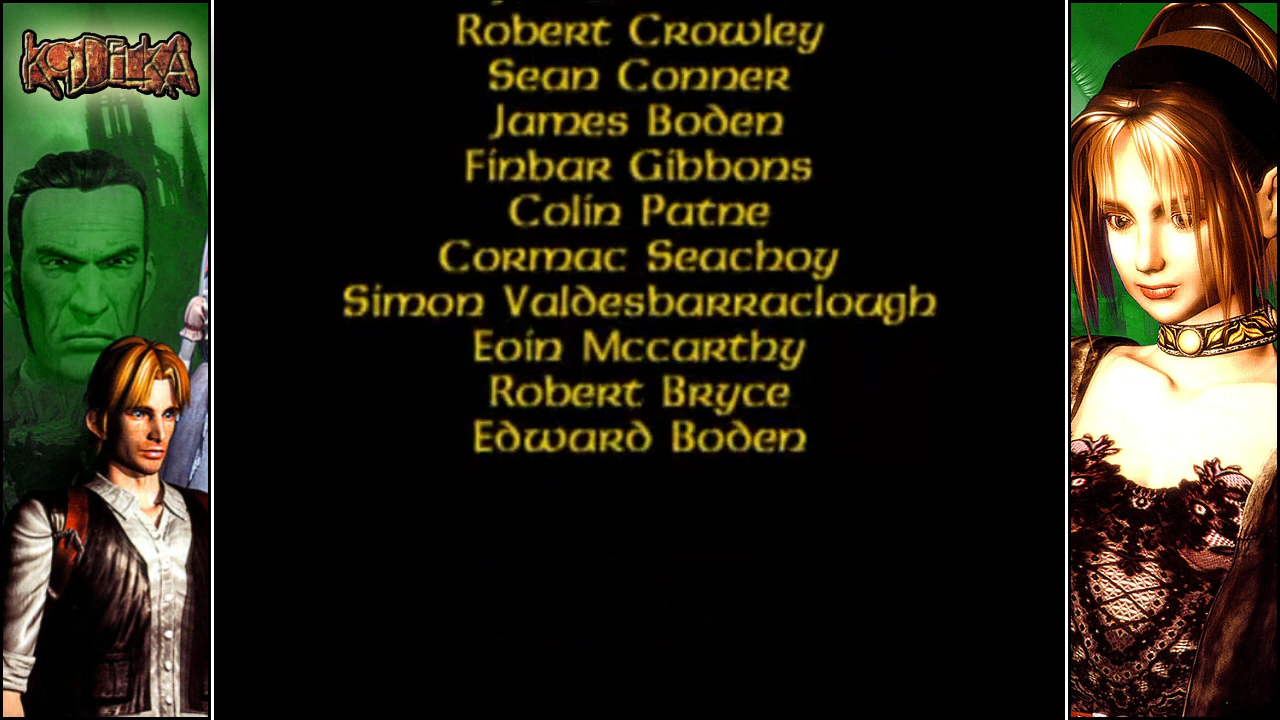 KOUDELKA
Robert Crowley
Sean Conner
James Boden
Finbar Gibbons
Colin Patne
Cormac Seachoy
Simon Valdesbarraclough
Eoin Mccarthy
Robert Bryce
Edward Boden